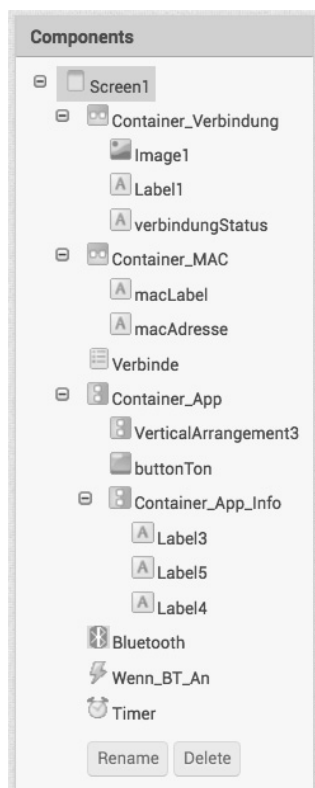 Components
Screen1
Container_Verbindung
Image1
A Label1
A verbindungStatus
Container_MAC
A macLabel
A macAdresse
Verbinde
Container_App
VerticalArrangement3
buttonTon
Container_App_Info
A Label3
A Label5
A Label4
Bluetooth
Wenn_BT_An
Timer
Rename Delete